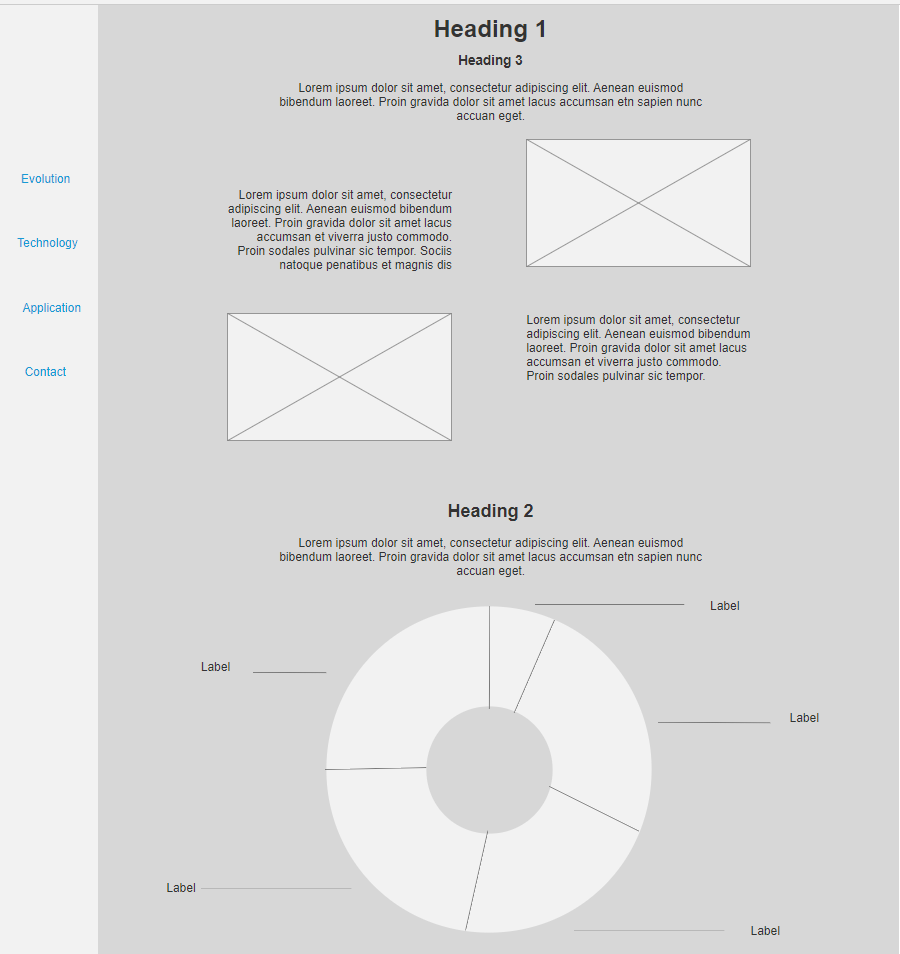 Evolution
Technology
Application
Contact
Heading 1
Heading 3
Lorem ipsum dolor sit amet, consectetur adipiscing elit. Aenean euismod
bibendum laoreet. Proin gravida dolor sit amet lacus accumsan etn sapien nunc
accuan eget.
Lorem ipsum dolor sit amet, consectetur
adipiscing elit. Aenean euismod bibendum
laoreet. Proin gravida dolor sit amet lacus
accumsan et viverra justo commodo.
Proin sodales pulvinar sic tempor. Sociis
natoque penatibus et magnis dis
Lorem ipsum dolor sit amet, consectetur
adipiscing elit. Aenean euismod bibendum
laoreet. Proin gravida dolor sit amet lacus
accumsan et viverra justo commodo.
Proin sodales pulvinar sic tempor.
Heading 2
Lorem ipsum dolor sit amet, consectetur adipiscing elit. Aenean euismod
bibendum laoreet. Proin gravida dolor sit amet lacus accumsan etn sapien nunc
accuan eget.
Label
Label
Label
Label
Label